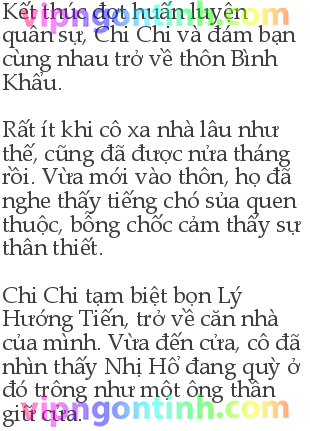 Kết thúc đợt huấn luyện
quân sự, Chi Chi và đám bạn
cùng nhau trở về thôn Bình
Khẩu.
Rất ít khi cô xa nhà lâu như
thế, cũng đã được nửa tháng
rồi. Vừa mới vào thôn, họ đã
nghe thấy tiếng chó sủa quen
thuộc, bỗng chốc cảm thấy sự
thân thiết.
Chi Chi tạm biệt bọn Lý
Hướng Tiến, trở về căn nhà
của mình. Vừa đến cửa, cô đã
nhìn thấy Nhị Hổ đang quỳ ở
đó trông như một ông thần
giữ cửa.
vipngontinh.com
vipngontinh.com